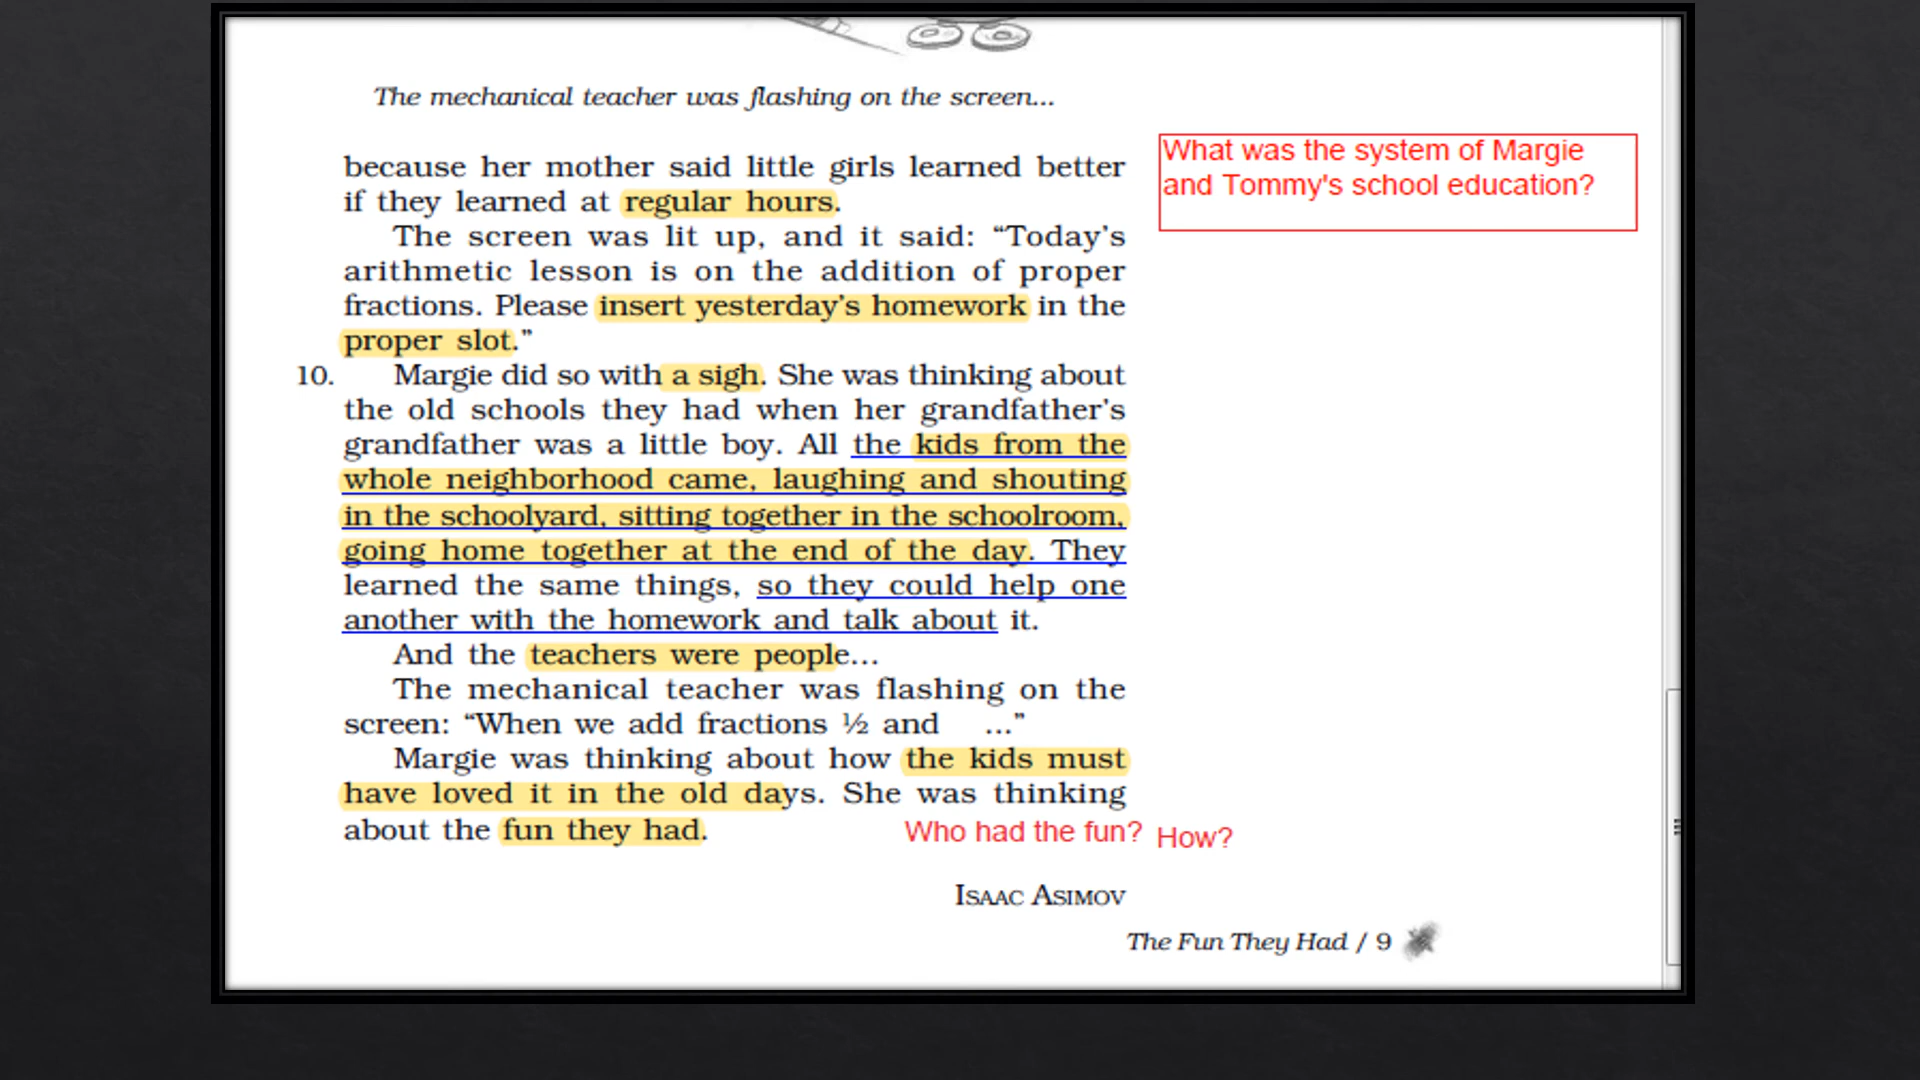 The mechanical teacher was flashing on the screen...
because her mother said little girls learned better
if they learned at regular hours.
The screen was lit up, and it said: “Today’s
arithmetic lesson is on the addition of proper
fractions. Please insert yesterday’s homework in the
proper slot.”
10. Margie did so with a sigh. She was thinking about
the old schools they had when her grandfather’s
grandfather was a little boy. All the kids from the
whole neighborhood came, laughing and shouting
in the schoolyard, sitting together in the schoolroom,
going home together at the end of the day. They
learned the same things, so they could help one
another with the homework and talk about it.
And the teachers were people...
The mechanical teacher was flashing on the
screen: “When we add fractions ½ and ...”
Margie was thinking about how the kids must
have loved it in the old days. She was thinking
about the fun they had.
Who had the fun? How?
ISAAC ASIMOV
The Fun They Had / 9
What was the system of Margie
and Tommy's school education?